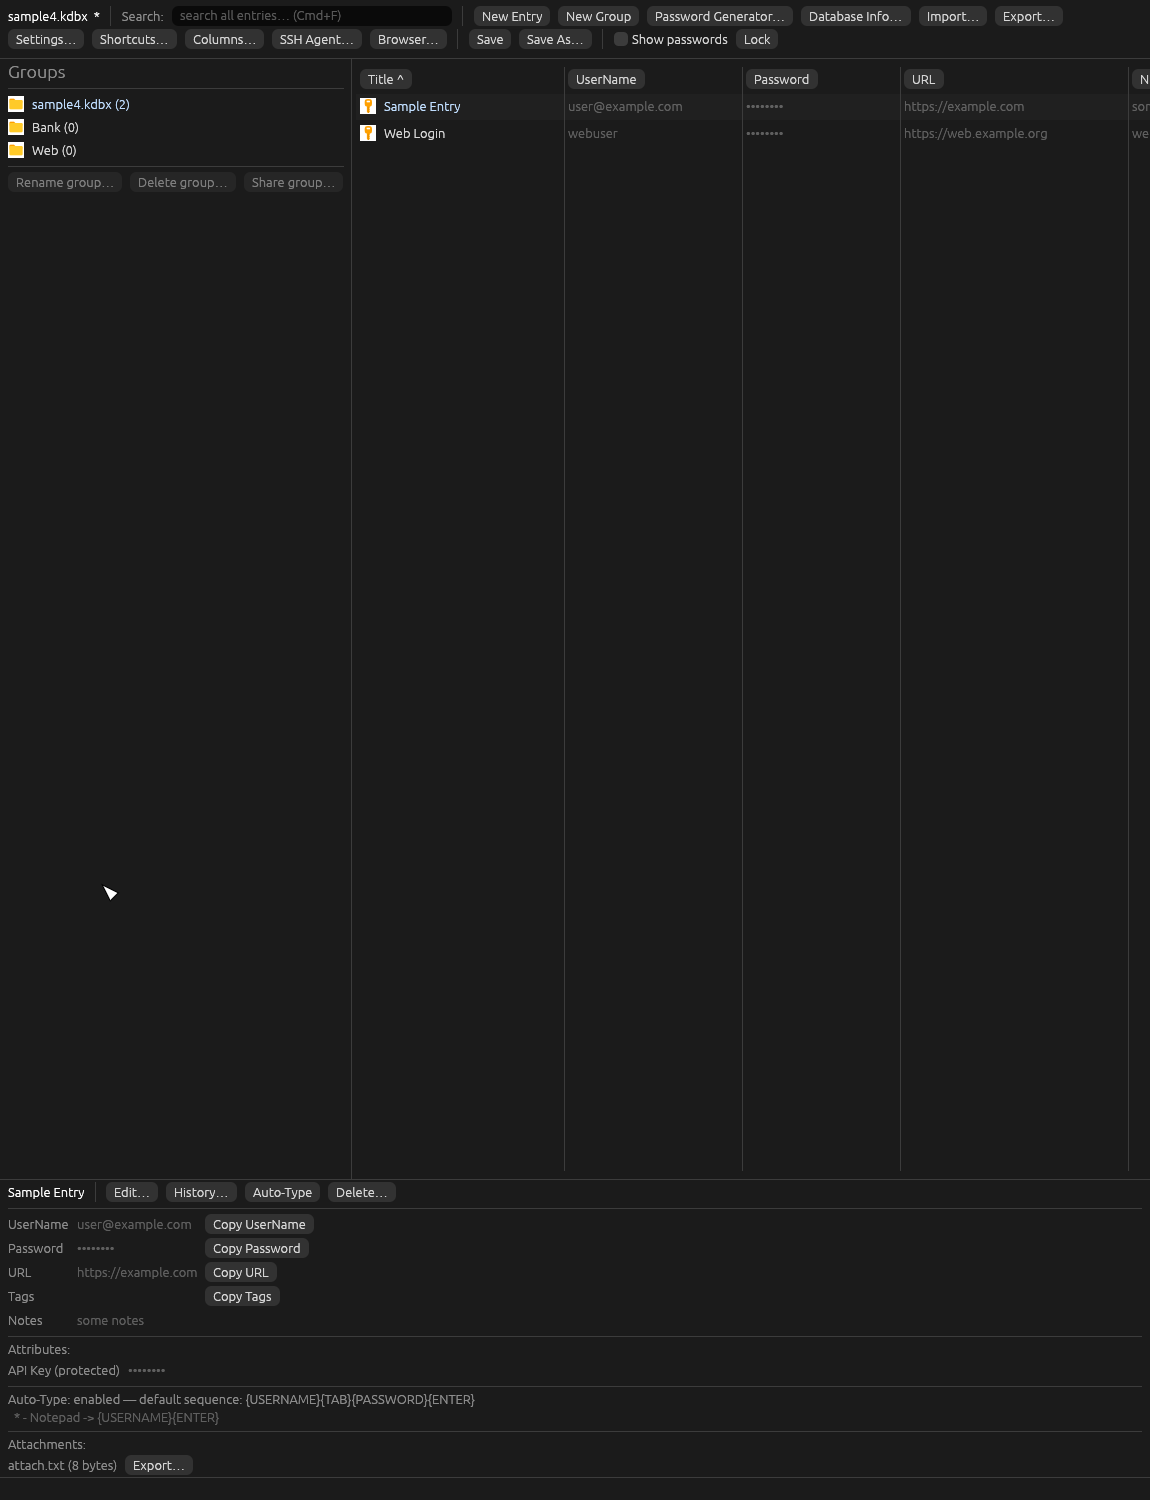 sample4.kdbx * Search: search all entries... (Cmd+F) New Entry New Group Password Generator... Database Info... Import... Export...
Settings... Shortcuts... Columns... SSH Agent... Browser... Save Save As... Show passwords Lock
Groups
sample4.kdbx (2)
Bank (0)
Web (0)
Rename group... Delete group... Share group...
Title ^ UserName Password URL N
Sample Entry user@example.com •••••••• https://example.com sor
Web Login webuser •••••••• https://web.example.org we
Sample Entry Edit... History... Auto-Type Delete...
UserName user@example.com Copy UserName
Password •••••••• Copy Password
URL https://example.com Copy URL
Tags Copy Tags
Notes some notes
Attributes:
API Key (protected) ••••••••
Auto-Type: enabled — default sequence: {USERNAME}{TAB}{PASSWORD}{ENTER}
* - Notepad -> {USERNAME}{ENTER}
Attachments:
attach.txt (8 bytes) Export...